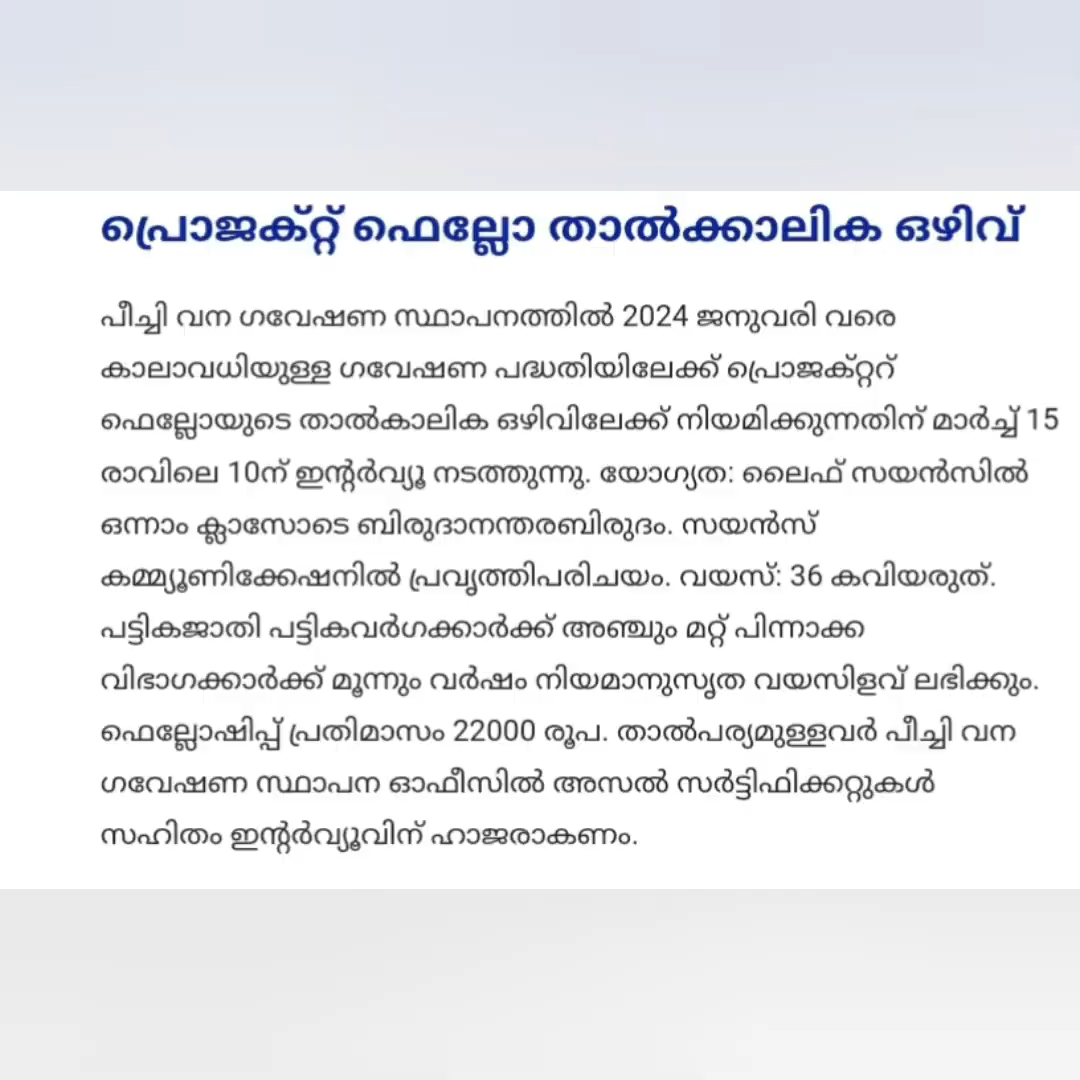 പ്രൊജക്റ്റ് ഫെല്ലോ താൽക്കാലിക ഒഴിവ്
പീച്ചി വന ഗവേഷണ സ്ഥാപനത്തിൽ 2024 ജനുവരി വരെ
കാലാവധിയുള്ള ഗവേഷണ പദ്ധതിയിലേക്ക് പ്രൊജക്റ്ററ്
ഫെല്ലോയുടെ താൽകാലിക ഒഴിവിലേക്ക് നിയമിക്കുന്നതിന് മാർച്ച് 15
രാവിലെ 10ന് ഇന്റർവ്യൂ നടത്തുന്നു. യോഗ്യത: ലൈഫ് സയൻസിൽ
ഒന്നാം ക്ലാസോടെ ബിരുദാനന്തരബിരുദം. സയൻസ്
കമ്മ്യൂണിക്കേഷനിൽ പ്രവൃത്തിപരിചയം. വയസ്: 36 കവിയരുത്.
പട്ടികജാതി പട്ടികവർഗക്കാർക്ക് അഞ്ചും മറ്റ് പിന്നാക്ക
വിഭാഗക്കാർക്ക് മൂന്നും വർഷം നിയമാനുസൃത വയസിളവ് ലഭിക്കും.
ഫെല്ലോഷിപ്പ് പ്രതിമാസം 22000 രൂപ. താൽപര്യമുള്ളവർ പീച്ചി വന
ഗവേഷണ സ്ഥാപന ഓഫീസിൽ അസൽ സർട്ടിഫിക്കറ്റുകൾ
സഹിതം ഇന്റർവ്യൂവിന് ഹാജരാകണം.